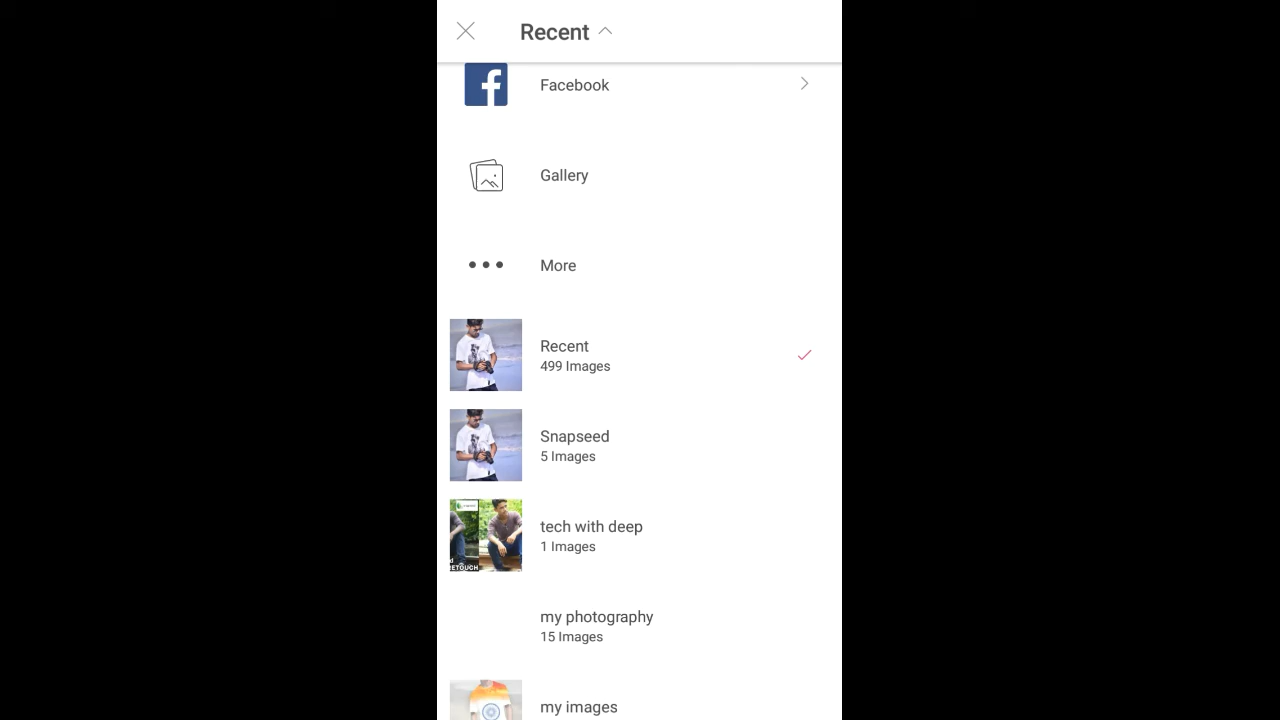 Recent
Facebook
Gallery
More
Recent
499 Images
Snapseed
5 Images
tech with deep
1 Images
ETOUCH
my photography
15 Images
my images